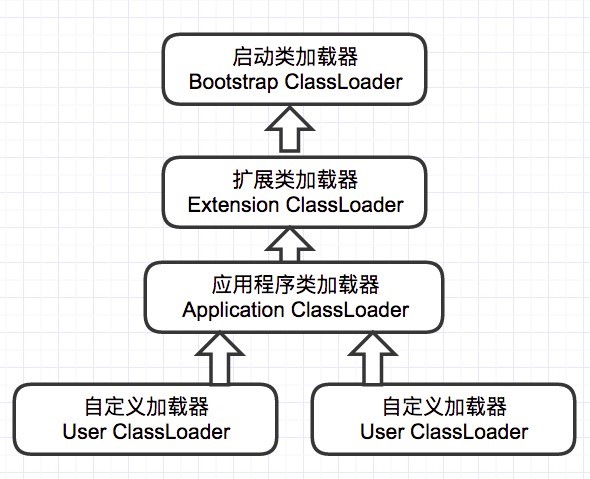 启动类加载器
Bootstrap ClassLoader
扩展类加载器
Extension ClassLoader
应用程序类加载器
Application ClassLoader
自定义加载器
User ClassLoader
自定义加载器
User ClassLoader